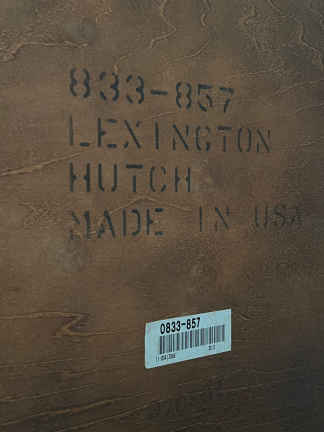 833-857
LEXINGTON
HUTCH
MADE IN USA
0833-857